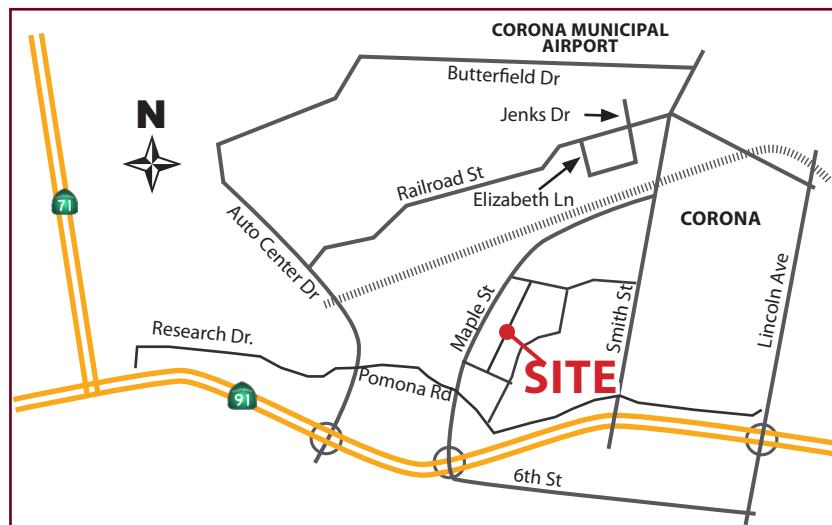 CORONA MUNICIPAL
AIRPORT
Butterfield Dr
Jenks Dr
N
Railroad St
Elizabeth Ln
71
CORONA
Auto Center Dr
Maple St
Smith St
Lincoln Ave
Research Dr.
SITE
Pomona Rd
91
6th St